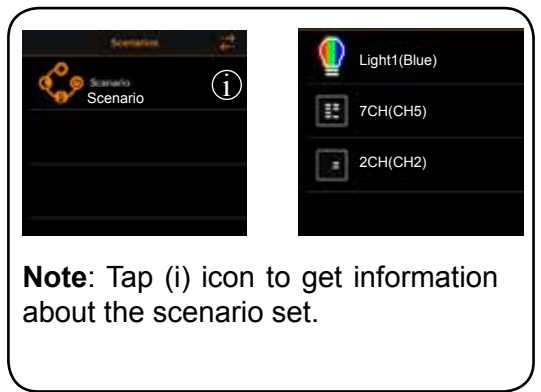 Scenarios
Scenario
Scenario
i
Light1(Blue)
7CH(CH5)
2CH(CH2)
Note: Tap (i) icon to get information
about the scenario set.